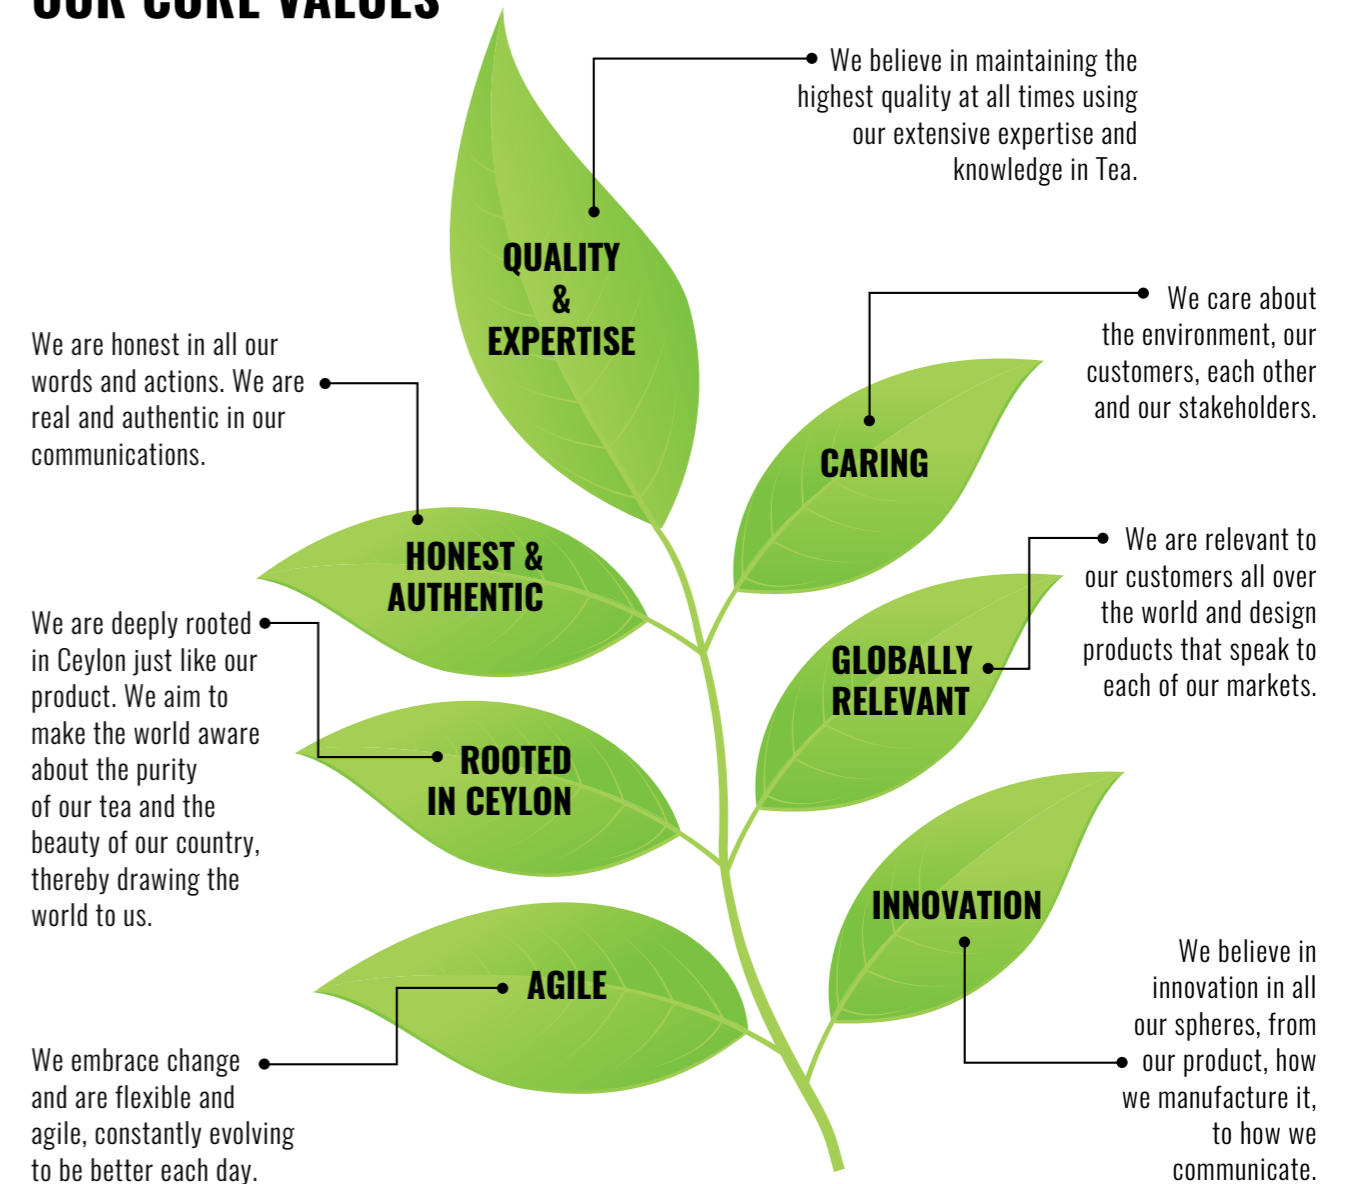 OUR CORE VALUES
We believe in maintaining the
highest quality at all times using
our extensive expertise and
knowledge in Tea.
QUALITY
&
EXPERTISE
We care about
the environment, our
customers, each other
and our stakeholders.
CARING
We are honest in all our
words and actions. We are
real and authentic in our
communications.
HONEST &
AUTHENTIC
We are relevant to
our customers all over
the world and design
products that speak to
each of our markets.
GLOBALLY
RELEVANT
We are deeply rooted
in Ceylon just like our
product. We aim to
make the world aware
about the purity
of our tea and the
beauty of our country,
thereby drawing the
world to us.
ROOTED
IN CEYLON
INNOVATION
We believe in
innovation in all
our spheres, from
our product, how
we manufacture it,
to how we
communicate.
AGILE
We embrace change
and are flexible and
agile, constantly evolving
to be better each day.